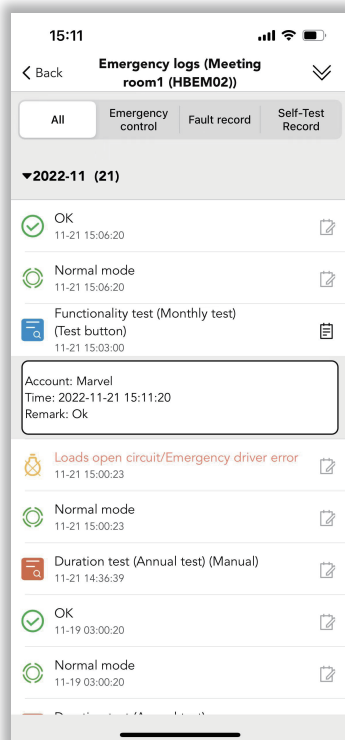 15:11
Back
Emergency logs (Meeting
room1 (HBEM02))
All
Emergency
control
Fault record
Self-Test
Record
2022-11 (21)
OK
11-21 15:06:20
Normal mode
11-21 15:06:20
Functionality test (Monthly test)
(Test button)
11-21 15:03:00
Account: Marvel
Time: 2022-11-21 15:11:20
Remark: Ok
Loads open circuit/Emergency driver error
11-21 15:00:23
Normal mode
11-21 15:00:23
Duration test (Annual test) (Manual)
11-21 14:36:39
OK
11-19 03:00:20
Normal mode
11-19 03:00:20